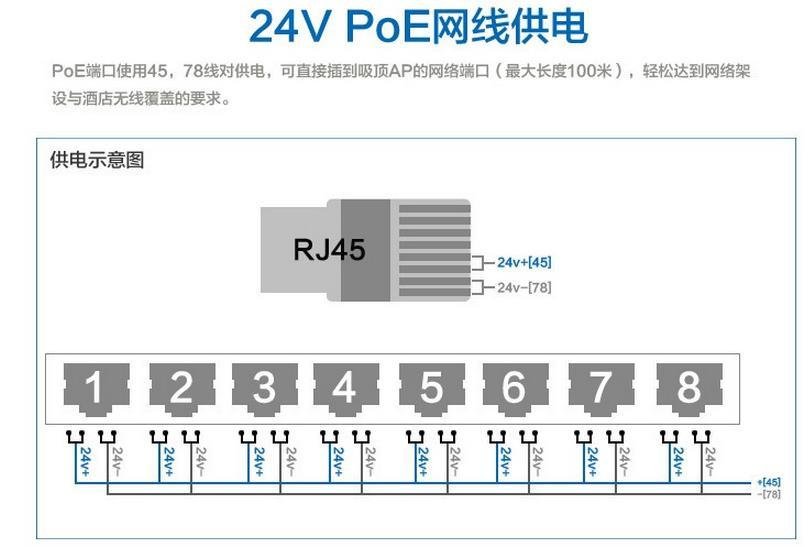 24V PoE网线供电
PoE端口使用45，78线对供电，可直接插到吸顶AP的网络端口（最大长度100米），轻松达到网络架
设与酒店无线覆盖的要求。
供电示意图
RJ45
24v+[45]
24v-[78]
1 2 3 4 5 6 7 8
24v+ 24v- 24v+ 24v- 24v+ 24v- 24v+ 24v- 24v+ 24v- 24v+ 24v- 24v+ 24v- 24v+ 24v-
+[45]
-[78]